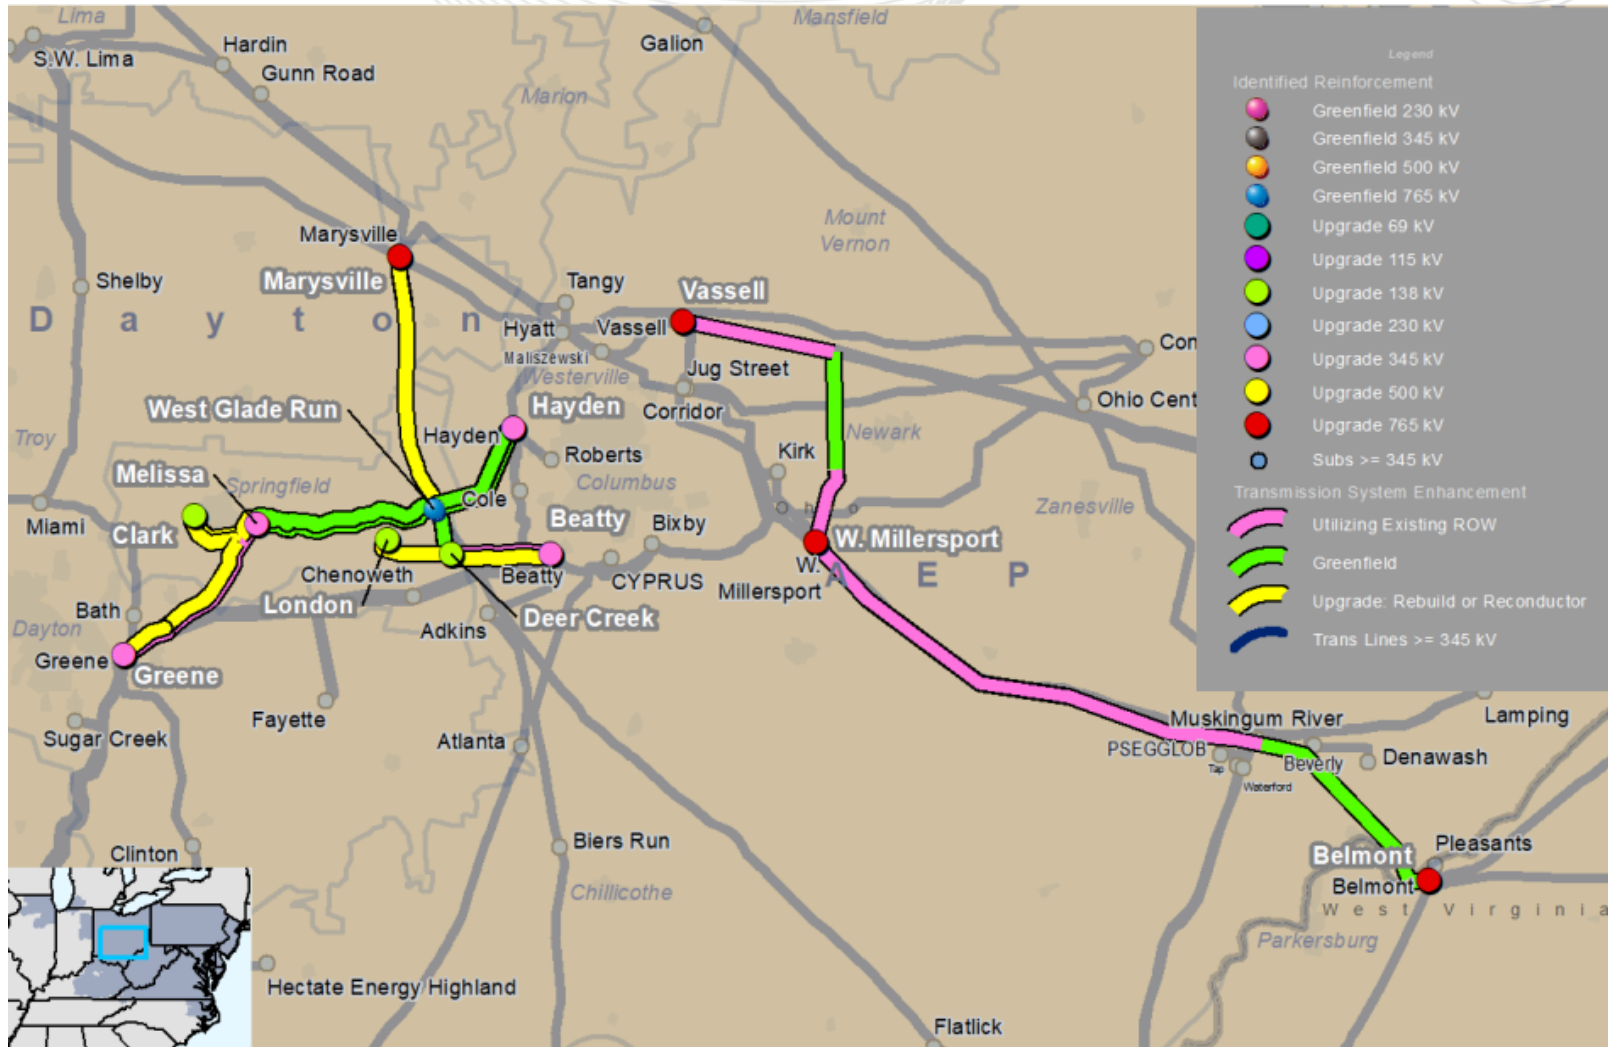 Lima
Mansfield
Hardin
Galion
S.W. Lima
Gunn Road
Marion
Marysville
Mount
Vernon
Marysville
Shelby
Tangy
Vassell
D a y t o n
Hyatt
Vassell
Maliszewski
Westerville
Jug Street
Con
Ohio Cent
West Glade Run
Hayden
Corridor
Hayden
Newark
Troy
Kirk
Roberts
Melissa
Springfield
Columbus
Cole
Miami
Clark
Beatty
Bixby
O h o
Zanesville
W. Millersport
W.
Millersport
A E P
Chenoweth
Beatty
CYPRUS
London
Bath
Deer Creek
Adkins
Dayton
Greene
Greene
Fayette
Sugar Creek
Atlanta
Muskingum River
Lamping
PSEGGLOB
Tap
Beverly
Denawash
Waterford
Biers Run
Clinton
Pleasants
Belmont
Belmont
Chillicothe
West Virginia
Parkersburg
Hectate Energy Highland
Flatlick
Legend
Identified Reinforcement
Greenfield 230 kV
Greenfield 345 kV
Greenfield 500 kV
Greenfield 765 kV
Upgrade 69 kV
Upgrade 115 kV
Upgrade 138 kV
Upgrade 230 kV
Upgrade 345 kV
Upgrade 500 kV
Upgrade 765 kV
Subs >= 345 kV
Transmission System Enhancement
Utilizing Existing ROW
Greenfield
Upgrade: Rebuild or Reconductor
Trans Lines >= 345 kV